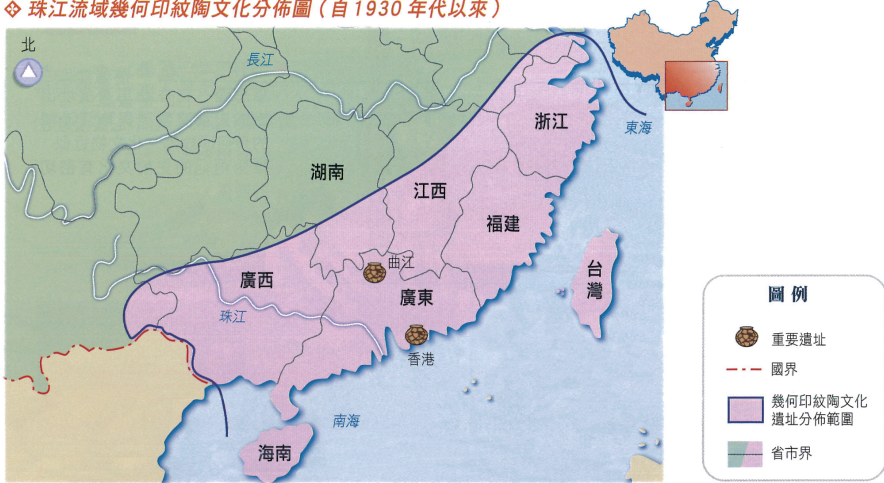 珠江流域幾何印紋陶文化分佈圖（自1930年代以來）
北
長江
浙江
東海
湖南
江西
福建
曲江
台灣
廣西
廣東
珠江
香港
南海
海南
圖例
重要遺址
國界
幾何印紋陶文化
遺址分佈範圍
省市界